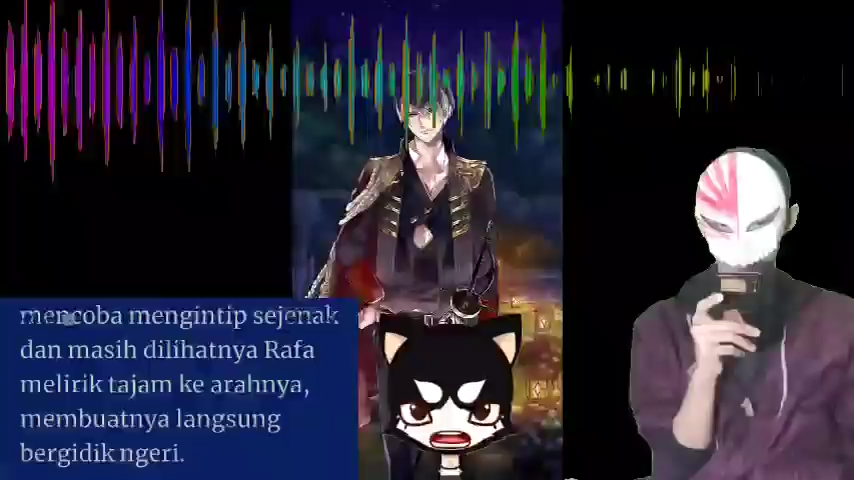 mencoba mengintip sejenak
dan masih dilihatnya Rafa
melirik tajam ke arahnya,
membuatnya langsung
bergidik ngeri.